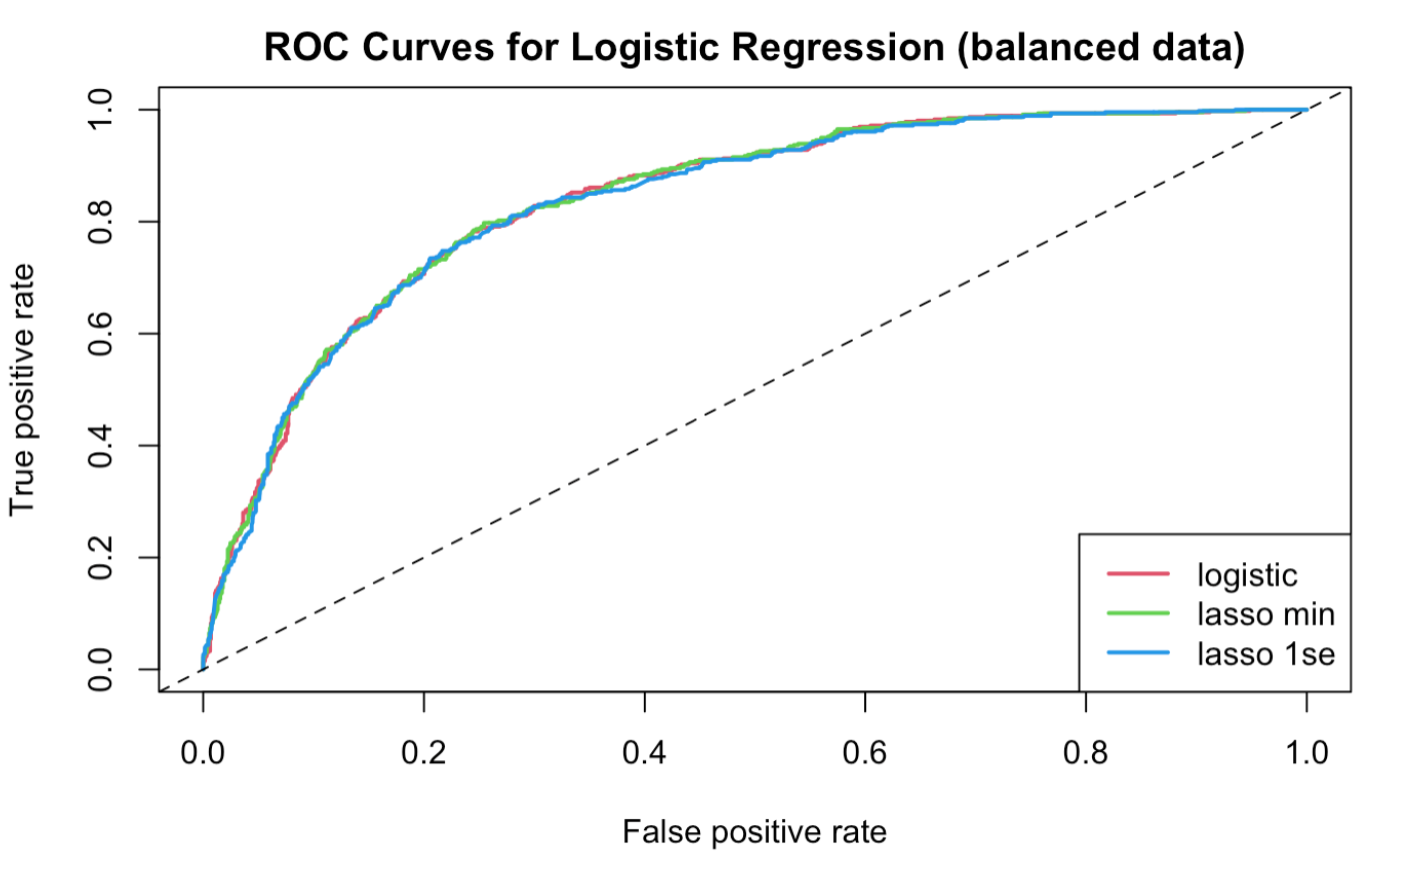 ROC Curves for Logistic Regression (balanced data)
True positive rate
1.0
0.8
0.6
0.4
0.2
0.0
logistic
lasso min
lasso 1se
0.0 0.2 0.4 0.6 0.8 1.0
False positive rate